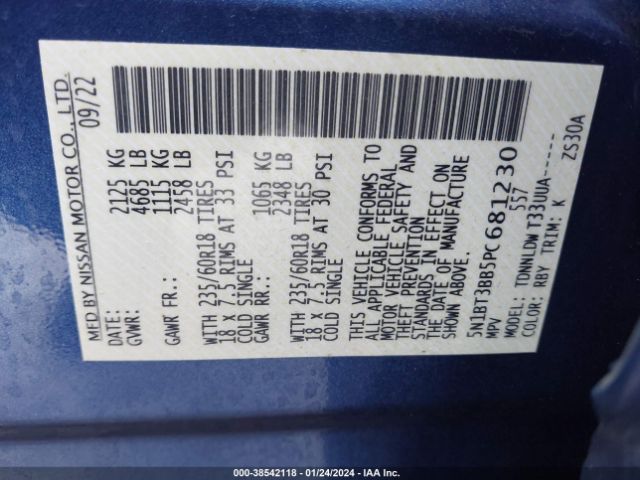 MFD BY NISSAN MOTOR CO., LTD.
DATE: 09/22
GVWR: 2125 KG
4685 LB
GAWR FR.: 1115 KG
2458 LB
WITH 235/60R18 TIRES
18 x 7.5 RIMS AT 33 PSI
COLD SINGLE
GAWR RR.: 1065 KG
2348 LB
WITH 235/60R18 TIRES
18 x 7.5 RIMS AT 30 PSI
COLD SINGLE
THIS VEHICLE CONFORMS TO
ALL APPLICABLE FEDERAL
MOTOR VEHICLE SAFETY AND
THEFT PREVENTION
STANDARDS IN EFFECT ON
THE DATE OF MANUFACTURE
SHOWN ABOVE.
5N1BT3BB5PC681230
MPV 557
MODEL: TDNNLDW T33UUA------
COLOR: RBY TRIM: K ZS30A
000-38542118 - 01/24/2024 - IAA Inc.